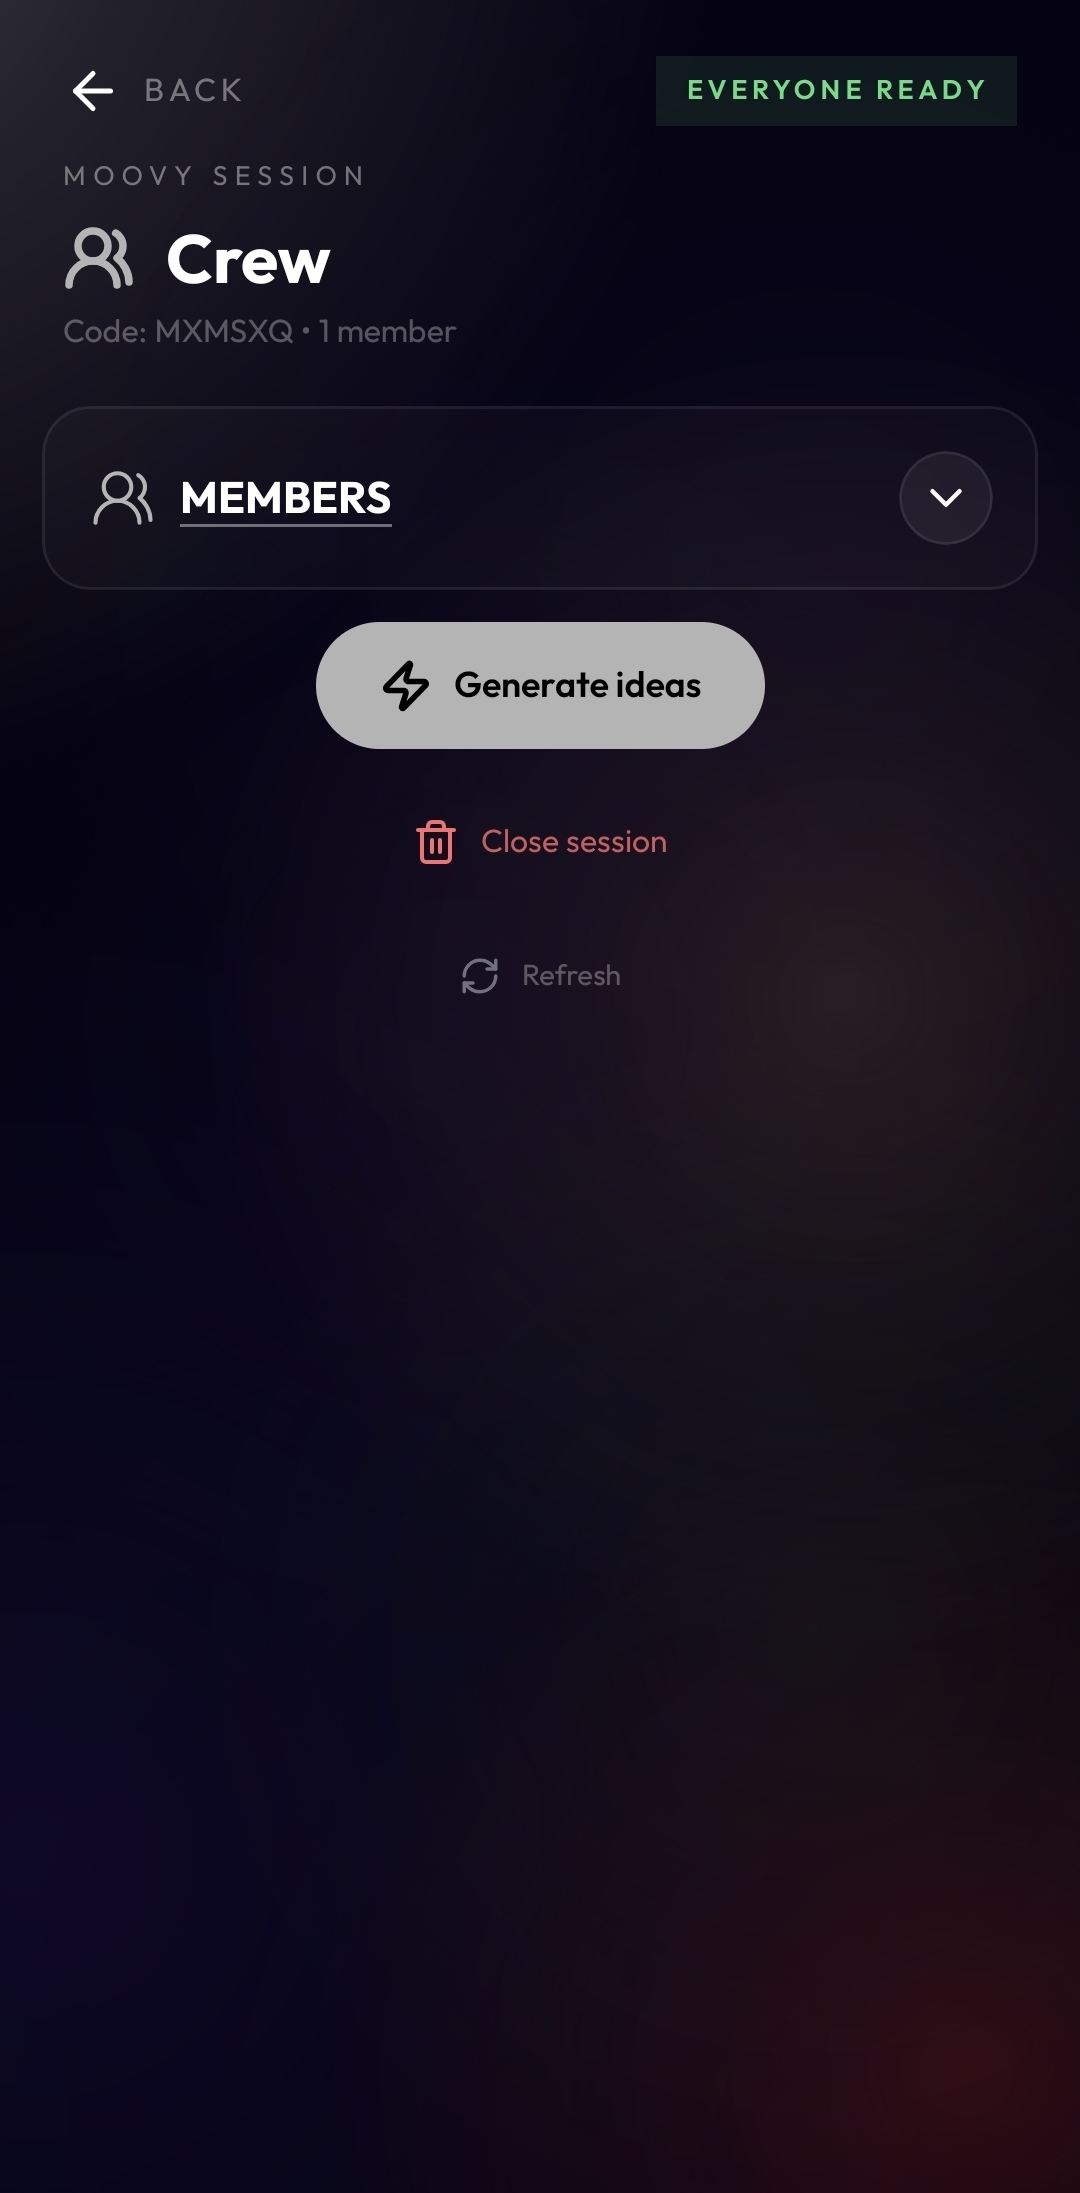 BACK
EVERYONE READY
MOOVY SESSION
Crew
Code: MXMSXQ • 1 member
MEMBERS
Generate ideas
Close session
Refresh